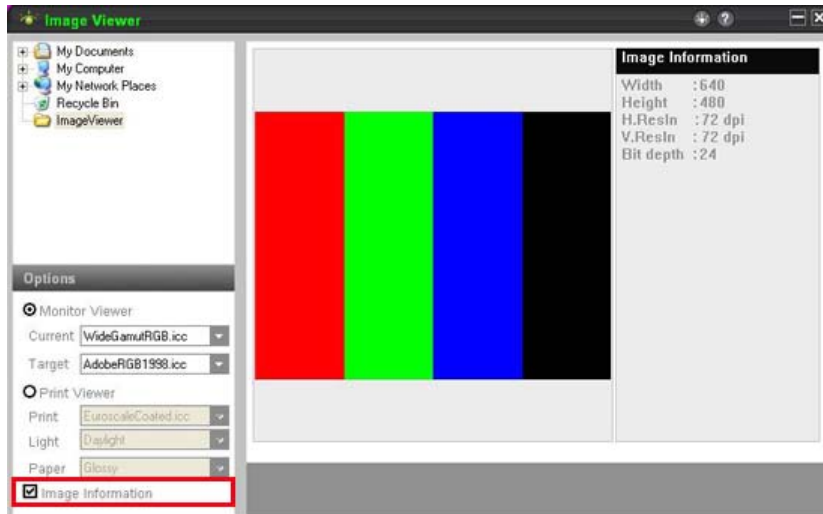 Image Viewer
My Documents
My Computer
My Network Places
Recycle Bin
ImageViewer
Options
Monitor Viewer
Current WideGamutRGB.icc
Target AdobeRGB1998.icc
Print Viewer
Print EuroscaleCoated.icc
Light Daylight
Paper Glossy
Image Information
Image Information
Width :640
Height :480
H.Resln :72 dpi
V.Resln :72 dpi
Bit depth :24